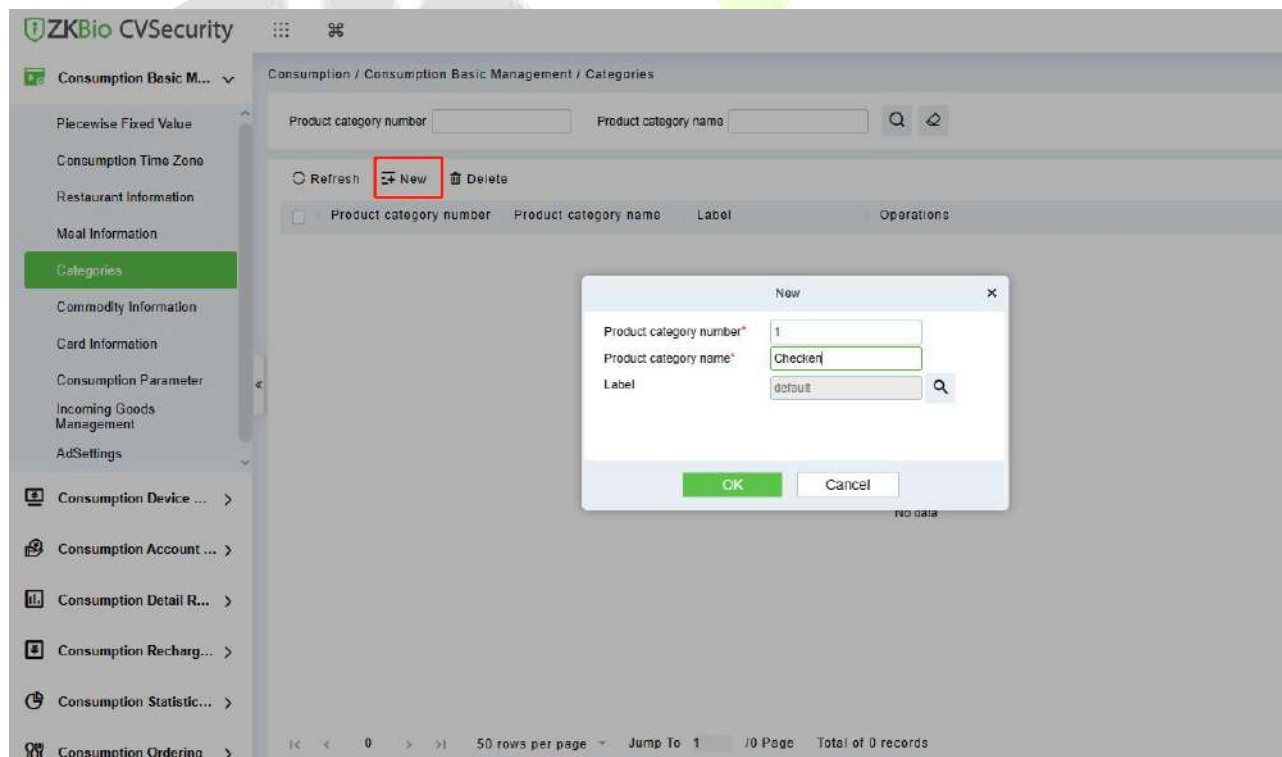 ZKBio CVSecurity
Consumption Basic M...
Consumption / Consumption Basic Management / Categories
Piecewise Fixed Value
Consumption Time Zone
Restaurant Information
Meal Information
Categories
Commodity Information
Card Information
Consumption Parameter
Incoming Goods
Management
AdSettings
Consumption Device ...
Consumption Account ...
Consumption Detail R...
Consumption Recharg...
Consumption Statistic...
Consumption Ordering
Product category number Product category name
Refresh New Delete
Product category number Product category name Label Operations
New
Product category number* 1
Product category name* Checken
Label default
OK Cancel
No data
0 50 rows per page Jump To 1 /0 Page Total of 0 records